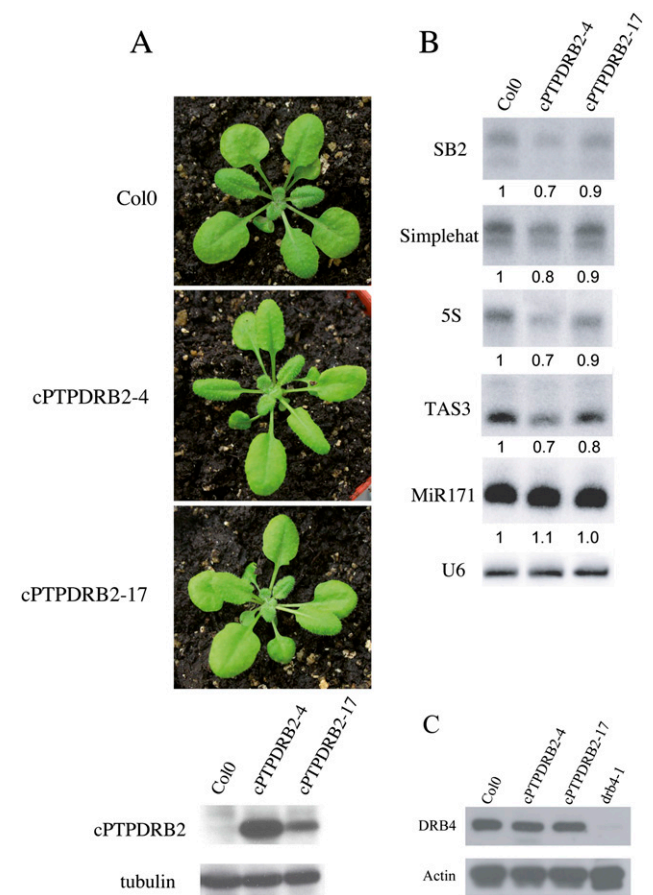 A
Col0
cPTPDRB2-4
cPTPDRB2-17
Col0 cPTPDRB2-4 cPTPDRB2-17
cPTPDRB2
tubulin
B
Col0 cPTPDRB2-4 cPTPDRB2-17
SB2
1 0.7 0.9
Simplehat
1 0.8 0.9
5S
1 0.7 0.9
TAS3
1 0.7 0.8
MiR171
1 1.1 1.0
U6
C
Col0 cPTPDRB2-4 cPTPDRB2-17 drb4-1
DRB4
Actin